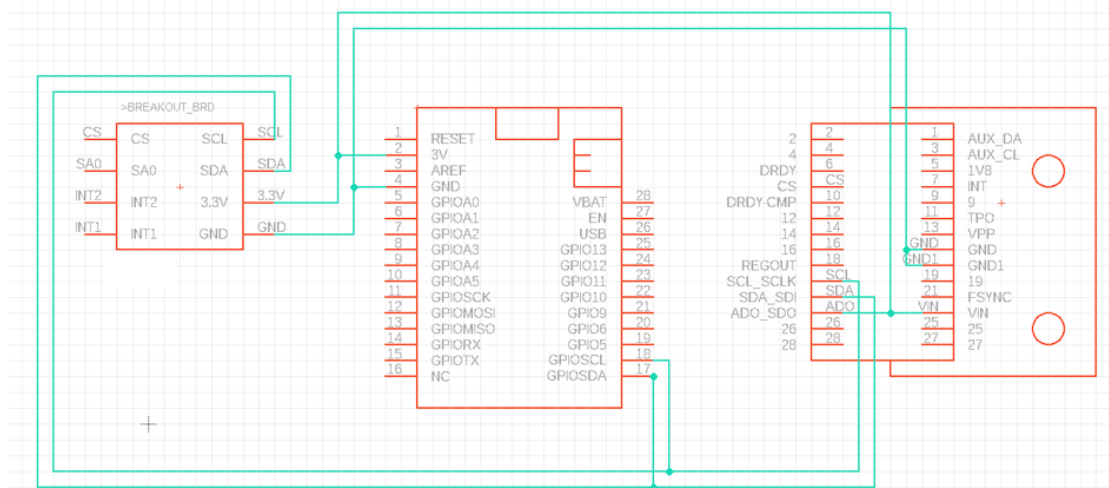 >BREAKOUT_BRD
CS CS SCL SCL
SA0 SA0 SDA SDA
INT2 INT2 3.3V 3.3V
INT1 INT1 GND GND
1 RESET
2 3V
3 AREF
4 GND
5 GPIOA0
6 GPIOA1
7 GPIOA2
8 GPIOA3
9 GPIOA4
10 GPIOA5
11 GPIOSCK
12 GPIOMOSI
13 GPIOMISO
14 GPIORX
15 GPIOTX
16 NC
VBAT 28
EN 27
USB 26
GPIO13 25
GPIO12 24
GPIO11 23
GPIO10 22
GPIO9 21
GPIO6 20
GPIO5 19
GPIOSCL 18
GPIOSDA 17
2 2
4 4
DRDY 6
CS CS
DRDY-CMP 10
12 12
14 14
16 16
REGOUT 18
SCL_SCLK SCL
SDA_SDI SDA
ADO_SDO ADO
26 26
28 28
1 AUX_DA
3 AUX_CL
5 1V8
7 INT
9 9
11 TPO
13 VPP
GND GND
GND1 GND1
19 19
21 FSYNC
VIN VIN
25 25
27 27